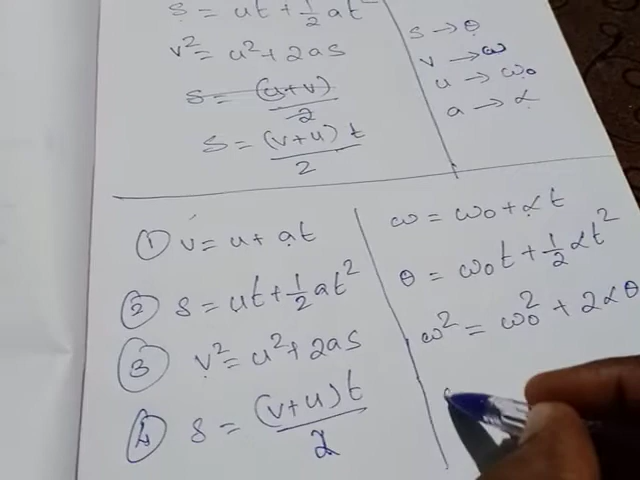 s = ut + 1/2 at²
v² = u² + 2as
s = (u+v)/2
s = (v+u) t/2
s → θ
v → ω
u → ω₀
a → α
① v = u + at
② s = ut + 1/2 at²
③ v² = u² + 2as
④ s = (v+u)t/2
ω = ω₀ + αt
θ = ω₀t + 1/2 αt²
ω² = ω₀² + 2αθ